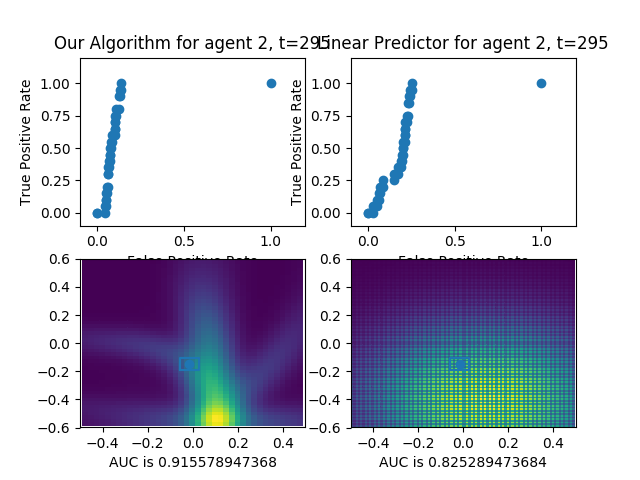 Our Algorithm for agent 2, t=295
Linear Predictor for agent 2, t=295
True Positive Rate
1.00
0.75
0.50
0.25
0.00
0.0 0.5 1.0
False Positive Rate
True Positive Rate
1.00
0.75
0.50
0.25
0.00
0.0 0.5 1.0
False Positive Rate
0.6
0.4
0.2
0.0
−0.2
−0.4
−0.6
−0.4 −0.2 0.0 0.2 0.4
AUC is 0.915578947368
0.6
0.4
0.2
0.0
−0.2
−0.4
−0.6
−0.4 −0.2 0.0 0.2 0.4
AUC is 0.825289473684